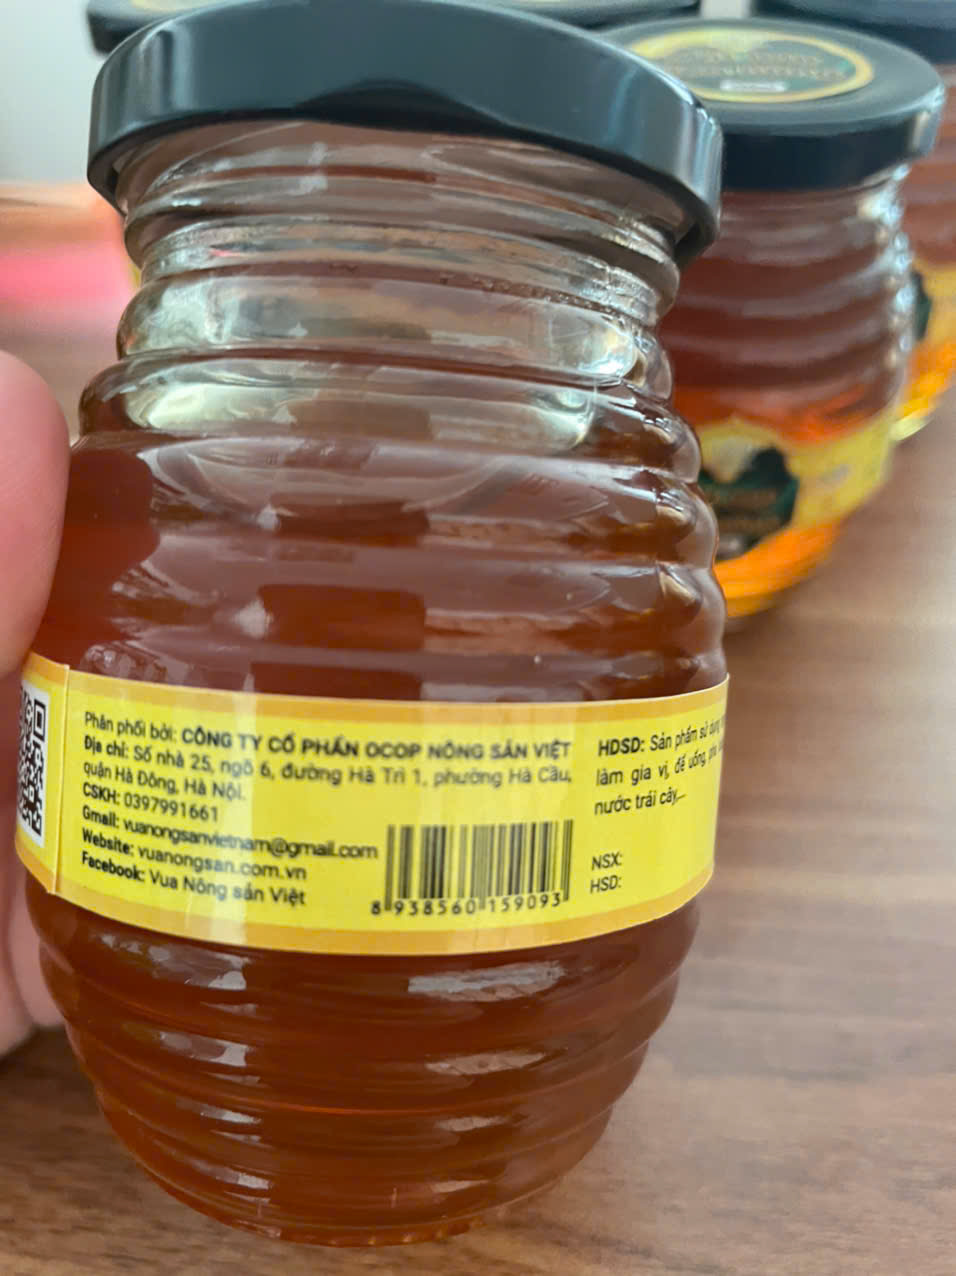 Phân phối bởi: CÔNG TY CỔ PHẦN OCOP NÔNG SẢN VIỆT
Địa chỉ: Số nhà 25, ngõ 6, đường Hà Trì 1, phường Hà Cầu,
quận Hà Đông, Hà Nội.
CSKH: 0397991661
Gmail: vuanongsanvietnam@gmail.com
Website: vuanongsan.com.vn
Facebook: Vua Nông sản Việt
8 938560 159093
HDSD: Sản phẩm sử dụng
làm gia vị, để uống, pha
nước trái cây,...
NSX:
HSD: